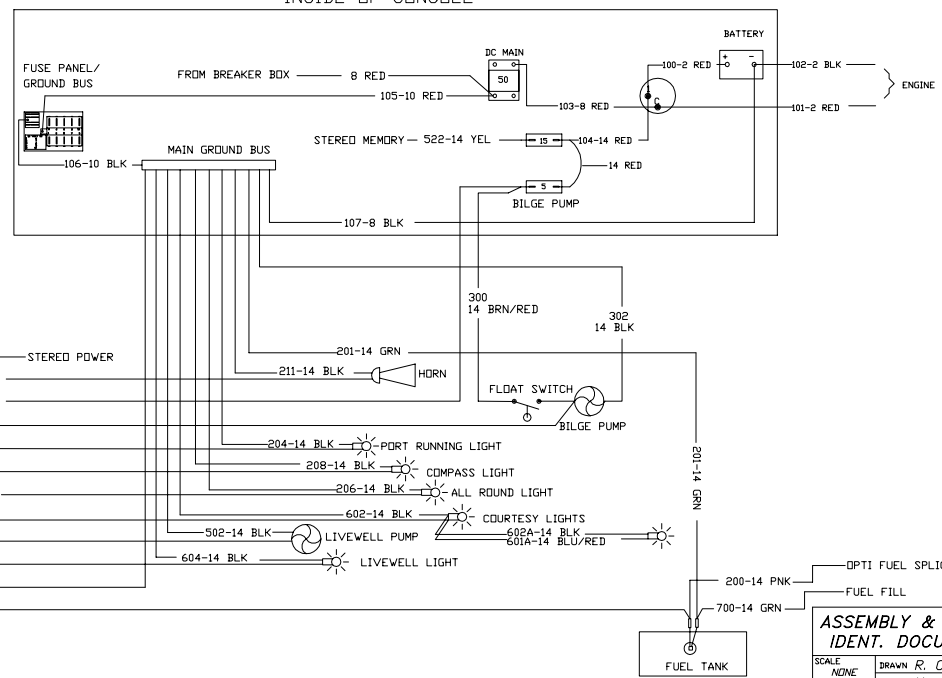 INSIDE OF CONSOLE
BATTERY
+ -
FUSE PANEL/
GROUND BUS
FROM BREAKER BOX
8 RED
DC MAIN
50
100-2 RED
102-2 BLK
ENGINE
105-10 RED
103-8 RED
C
101-2 RED
STEREO MEMORY
522-14 YEL
15
104-14 RED
MAIN GROUND BUS
106-10 BLK
14 RED
5
BILGE PUMP
107-8 BLK
300
14 BRN/RED
302
14 BLK
STEREO POWER
201-14 GRN
211-14 BLK
HORN
FLOAT SWITCH
BILGE PUMP
204-14 BLK
PORT RUNNING LIGHT
208-14 BLK
COMPASS LIGHT
201-14 GRN
206-14 BLK
ALL ROUND LIGHT
602-14 BLK
COURTESY LIGHTS
502-14 BLK
LIVEWELL PUMP
602A-14 BLK
601A-14 BLU/RED
604-14 BLK
LIVEWELL LIGHT
OPTI FUEL SPLIC
200-14 PNK
FUEL FILL
700-14 GRN
FUEL TANK
ASSEMBLY &
IDENT. DOCU
SCALE
NONE
DRAWN R. C